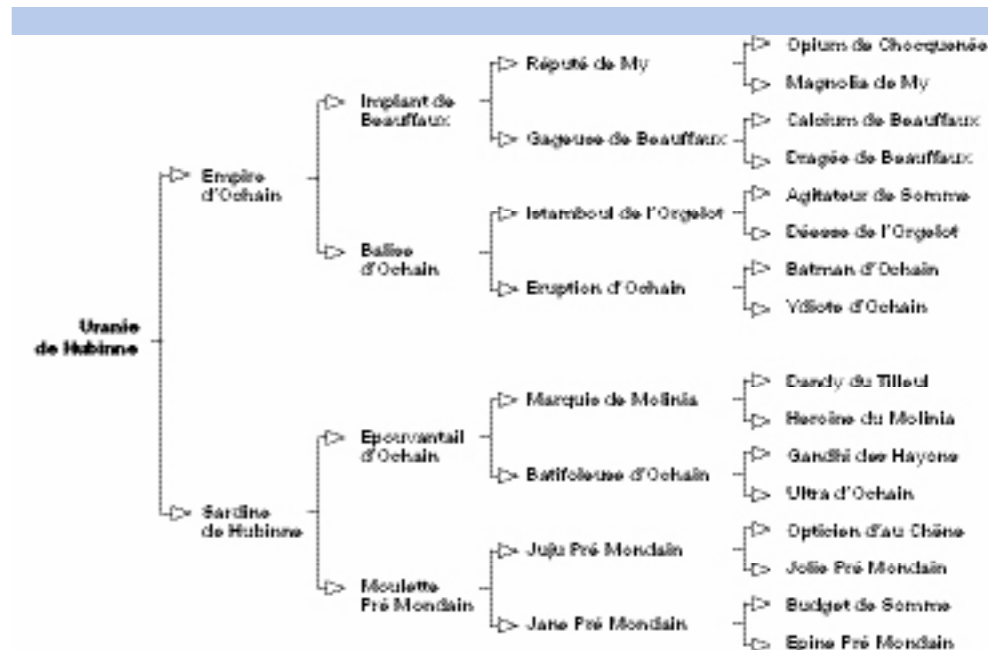 Opium de Chocquenée
Réputé de My
Magnolia de My
Implant de
Beauffaux
Calcium de Beauffaux
Gageuse de Beauffaux
Dragée de Beauffaux
Empire
d'Ochain
Agitateur de Somme
Istamboul de l'Orgelot
Déesse de l'Orgelot
Balise
d'Ochain
Batman d'Ochain
Eruption d'Ochain
Ydiote d'Ochain
Uranie
de Hubinne
Dandy du Tilleul
Marquis de Molinia
Heroine du Molinia
Epouvantail
d'Ochain
Gandhi des Hayons
Batifoleuse d'Ochain
Ultra d'Ochain
Sardine
de Hubinne
Opticien d'au Chêne
Juju Pré Mondain
Jolie Pré Mondain
Moulette
Pré Mondain
Budget de Somme
Jane Pré Mondain
Epine Pré Mondain